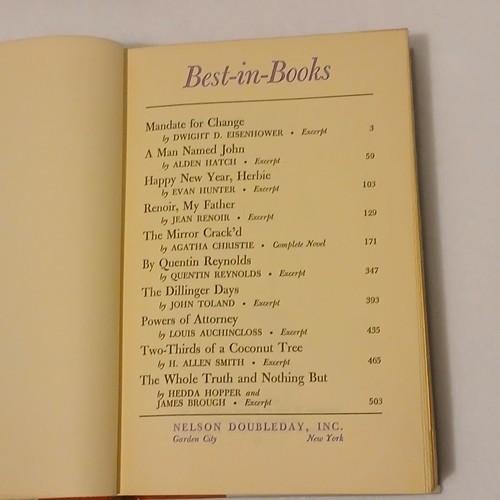 Best-in-Books
Mandate for Change
by DWIGHT D. EISENHOWER • Excerpt 3
A Man Named John
by ALDEN HATCH • Excerpt 59
Happy New Year, Herbie
by EVAN HUNTER • Excerpt 103
Renoir, My Father
by JEAN RENOIR • Excerpt 129
The Mirror Crack'd
by AGATHA CHRISTIE • Complete Novel 171
By Quentin Reynolds
by QUENTIN REYNOLDS • Excerpt 347
The Dillinger Days
by JOHN TOLAND • Excerpt 393
Powers of Attorney
by LOUIS AUCHINCLOSS • Excerpt 435
Two-Thirds of a Coconut Tree
by H. ALLEN SMITH • Excerpt 465
The Whole Truth and Nothing But
by HEDDA HOPPER and
JAMES BROUGH • Excerpt 503
NELSON DOUBLEDAY, INC.
Garden City New York